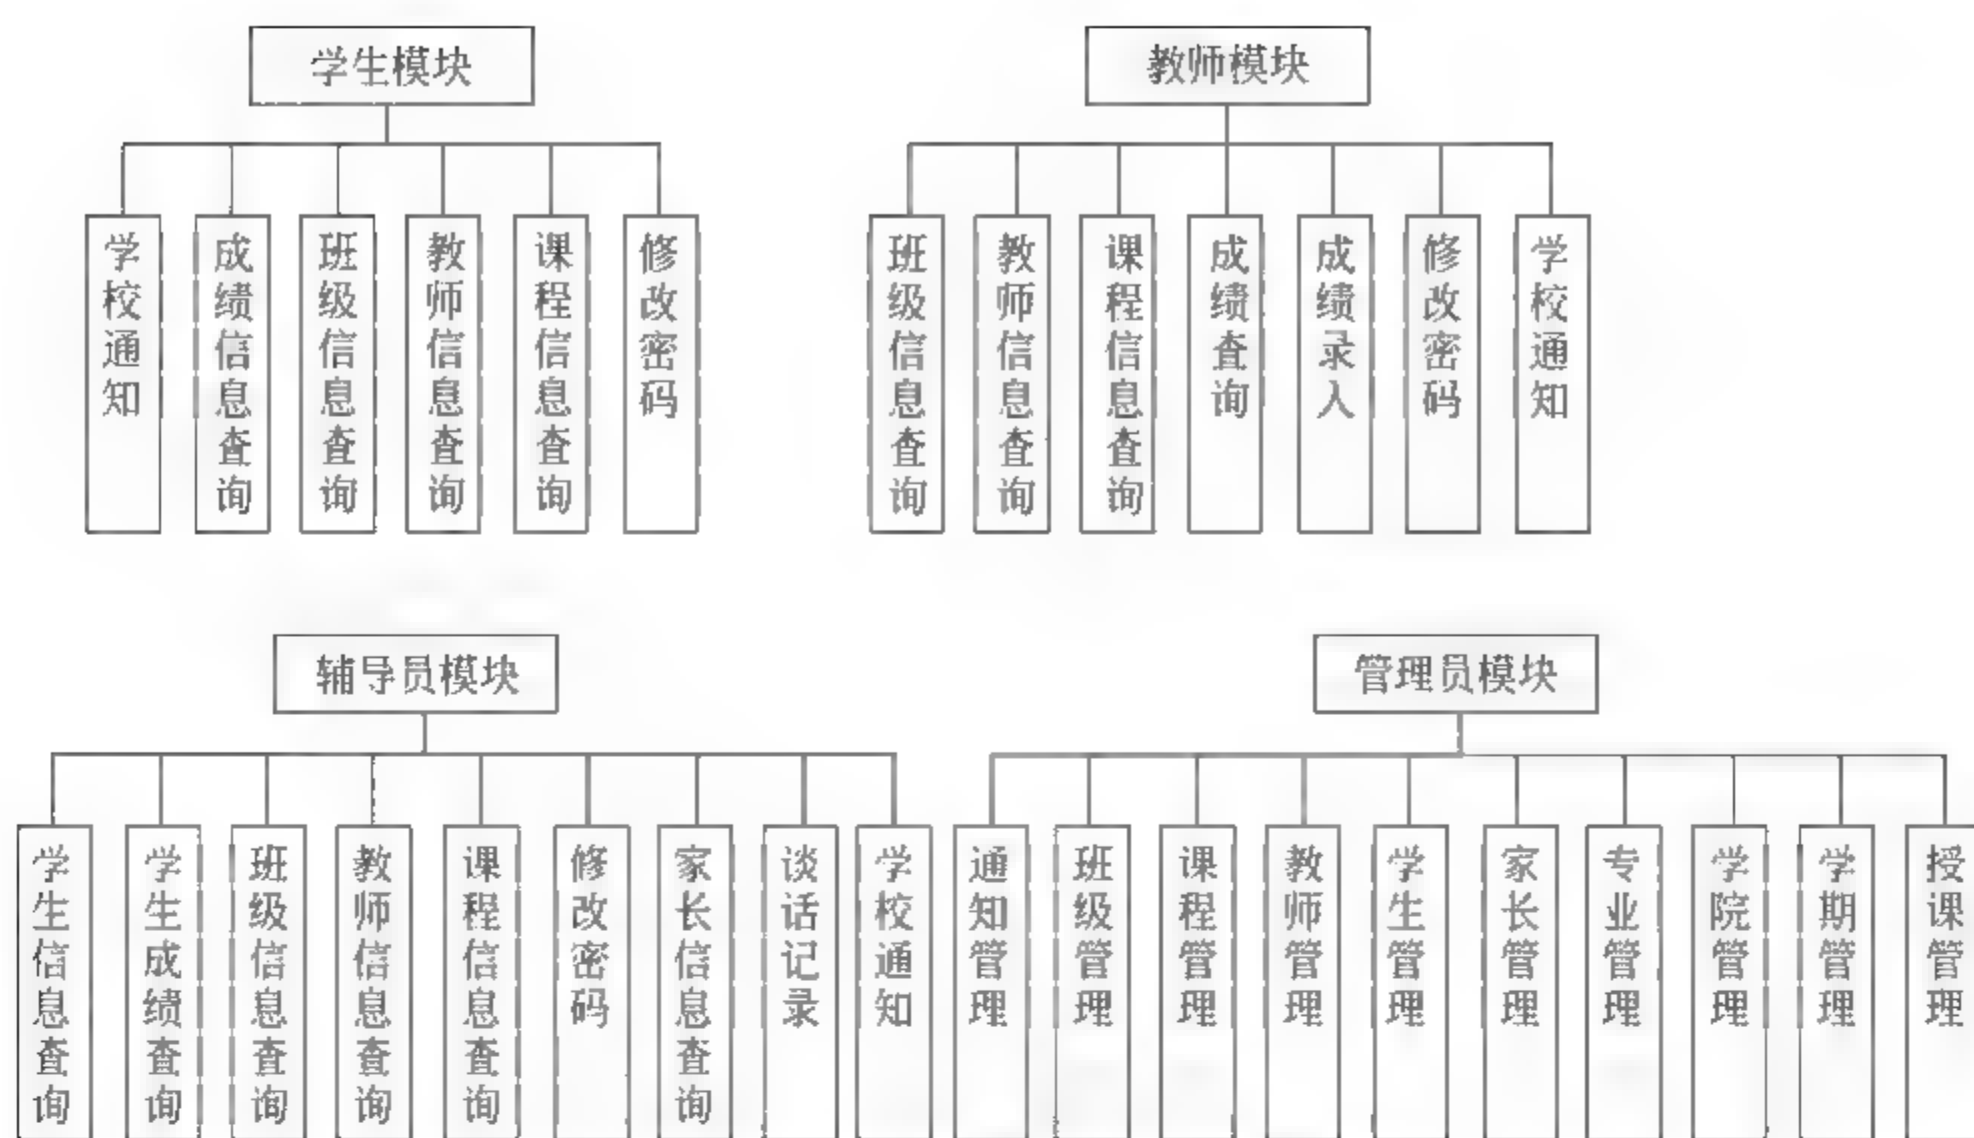 学生模块
学校通知
成绩信息查询
班级信息查询
教师信息查询
课程信息查询
修改密码
教师模块
班级信息查询
教师信息查询
课程信息查询
成绩查询
成绩录入
修改密码
学校通知
辅导员模块
学生信息查询
学生成绩查询
班级信息查询
教师信息查询
课程信息查询
修改密码
家长信息查询
谈话记录
学校通知
管理员模块
通知管理
班级管理
课程管理
教师管理
学生管理
家长管理
专业管理
学院管理
学期管理
授课管理